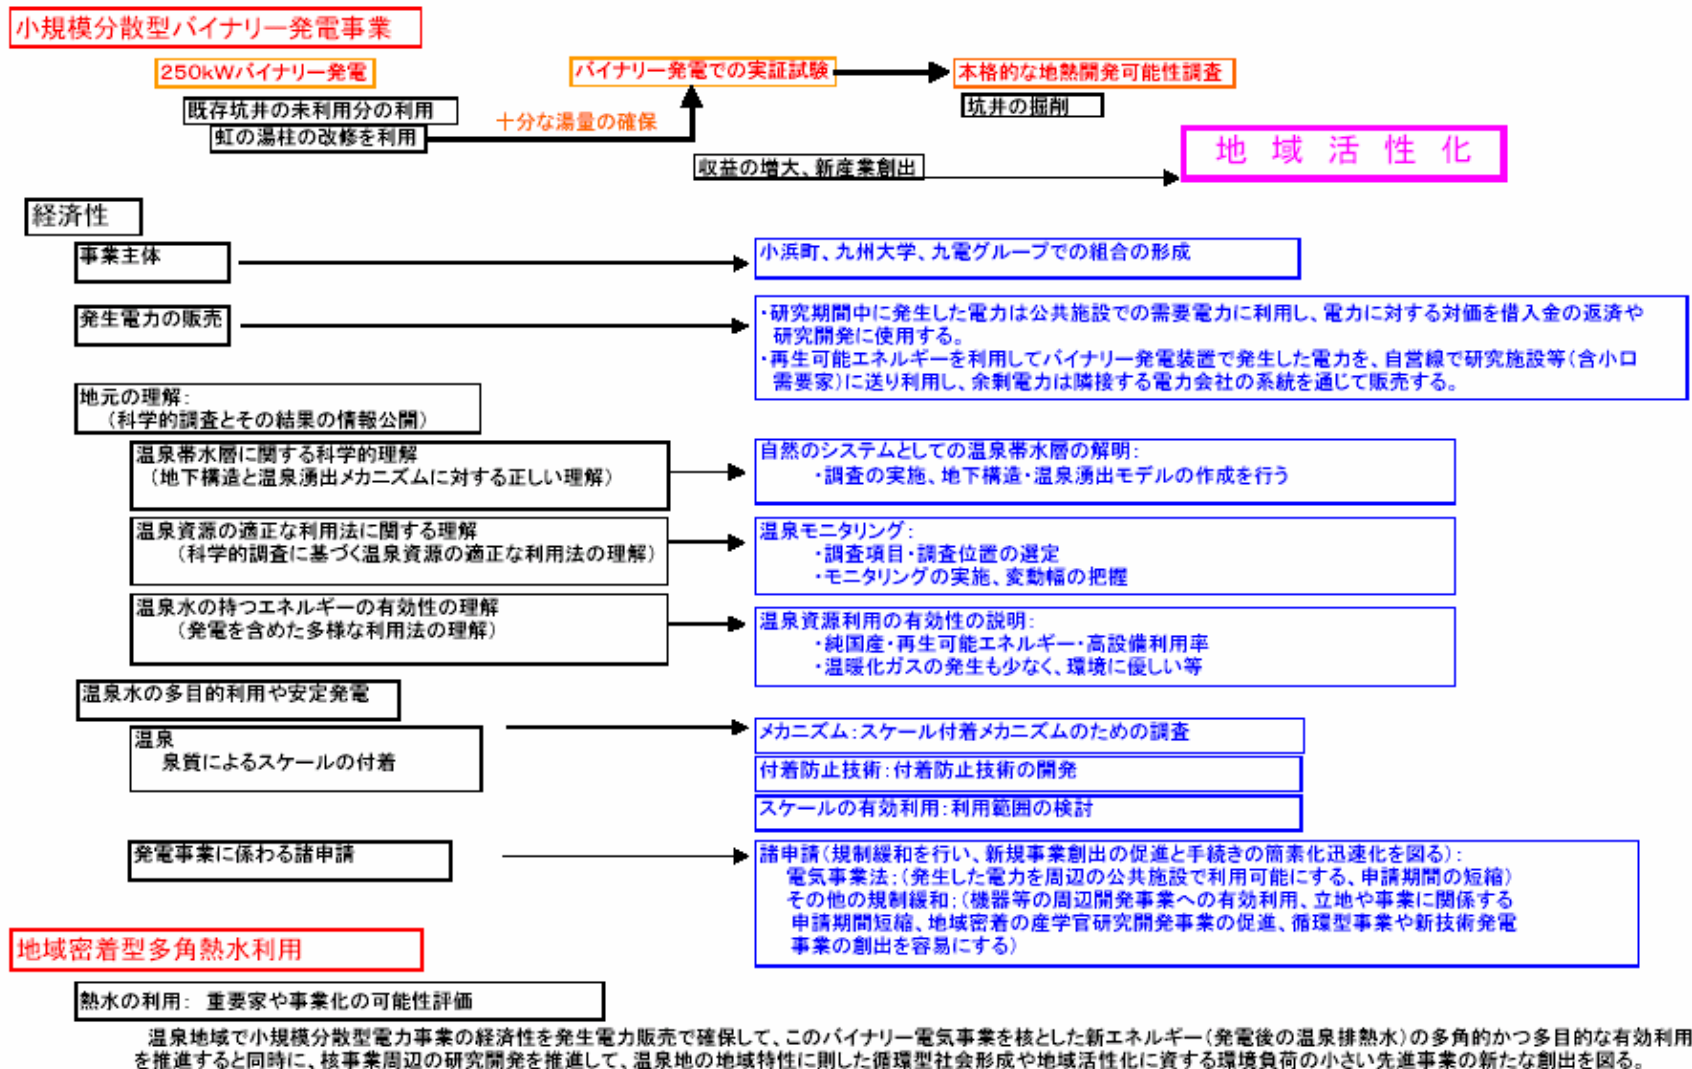 小規模分散型バイナリー発電事業
250kWバイナリー発電
バイナリー発電での実証試験
本格的な地熱開発可能性調査
既存坑井の未利用分の利用
坑井の掘削
虹の湯柱の改修を利用
十分な湯量の確保
地域活性化
収益の増大、新産業創出
経済性
事業主体
小浜町、九州大学、九電グループでの組合の形成
発生電力の販売
・研究期間中に発生した電力は公共施設での需要電力に利用し、電力に対する対価を借入金の返済や
研究開発に使用する。
・再生可能エネルギーを利用してバイナリー発電装置で発生した電力を、自営線で研究施設等(含小口
需要家)に送り利用し、余剰電力は隣接する電力会社の系統を通じて販売する。
地元の理解:
(科学的調査とその結果の情報公開)
温泉帯水層に関する科学的理解
(地下構造と温泉湧出メカニズムに対する正しい理解)
自然のシステムとしての温泉帯水層の解明:
・調査の実施、地下構造・温泉湧出モデルの作成を行う
温泉資源の適正な利用法に関する理解
(科学的調査に基づく温泉資源の適正な利用法の理解)
温泉モニタリング:
・調査項目・調査位置の選定
・モニタリングの実施、変動幅の把握
温泉水の持つエネルギーの有効性の理解
(発電を含めた多様な利用法の理解)
温泉資源利用の有効性の説明:
・純国産・再生可能エネルギー・高設備利用率
・温暖化ガスの発生も少なく、環境に優しい等
温泉水の多目的利用や安定発電
温泉
泉質によるスケールの付着
メカニズム:スケール付着メカニズムのための調査
付着防止技術:付着防止技術の開発
スケールの有効利用:利用範囲の検討
発電事業に係わる諸申請
諸申請(規制緩和を行い、新規事業創出の促進と手続きの簡素化迅速化を図る):
電気事業法:(発生した電力を周辺の公共施設で利用可能にする、申請期間の短縮)
その他の規制緩和:(機器等の周辺開発事業への有効利用、立地や事業に関係する
申請期間短縮、地域密着の産学官研究開発事業の促進、循環型事業や新技術発電
事業の創出を容易にする)
地域密着型多角熱水利用
熱水の利用: 重要家や事業化の可能性評価
温泉地域で小規模分散型電力事業の経済性を発生電力販売で確保して、このバイナリー電気事業を核とした新エネルギー(発電後の温泉排熱水)の多角的かつ多目的な有効利用
を推進すると同時に、核事業周辺の研究開発を推進して、温泉地の地域特性に則した循環型社会形成や地域活性化に資する環境負荷の小さい先進事業の新たな創出を図る。